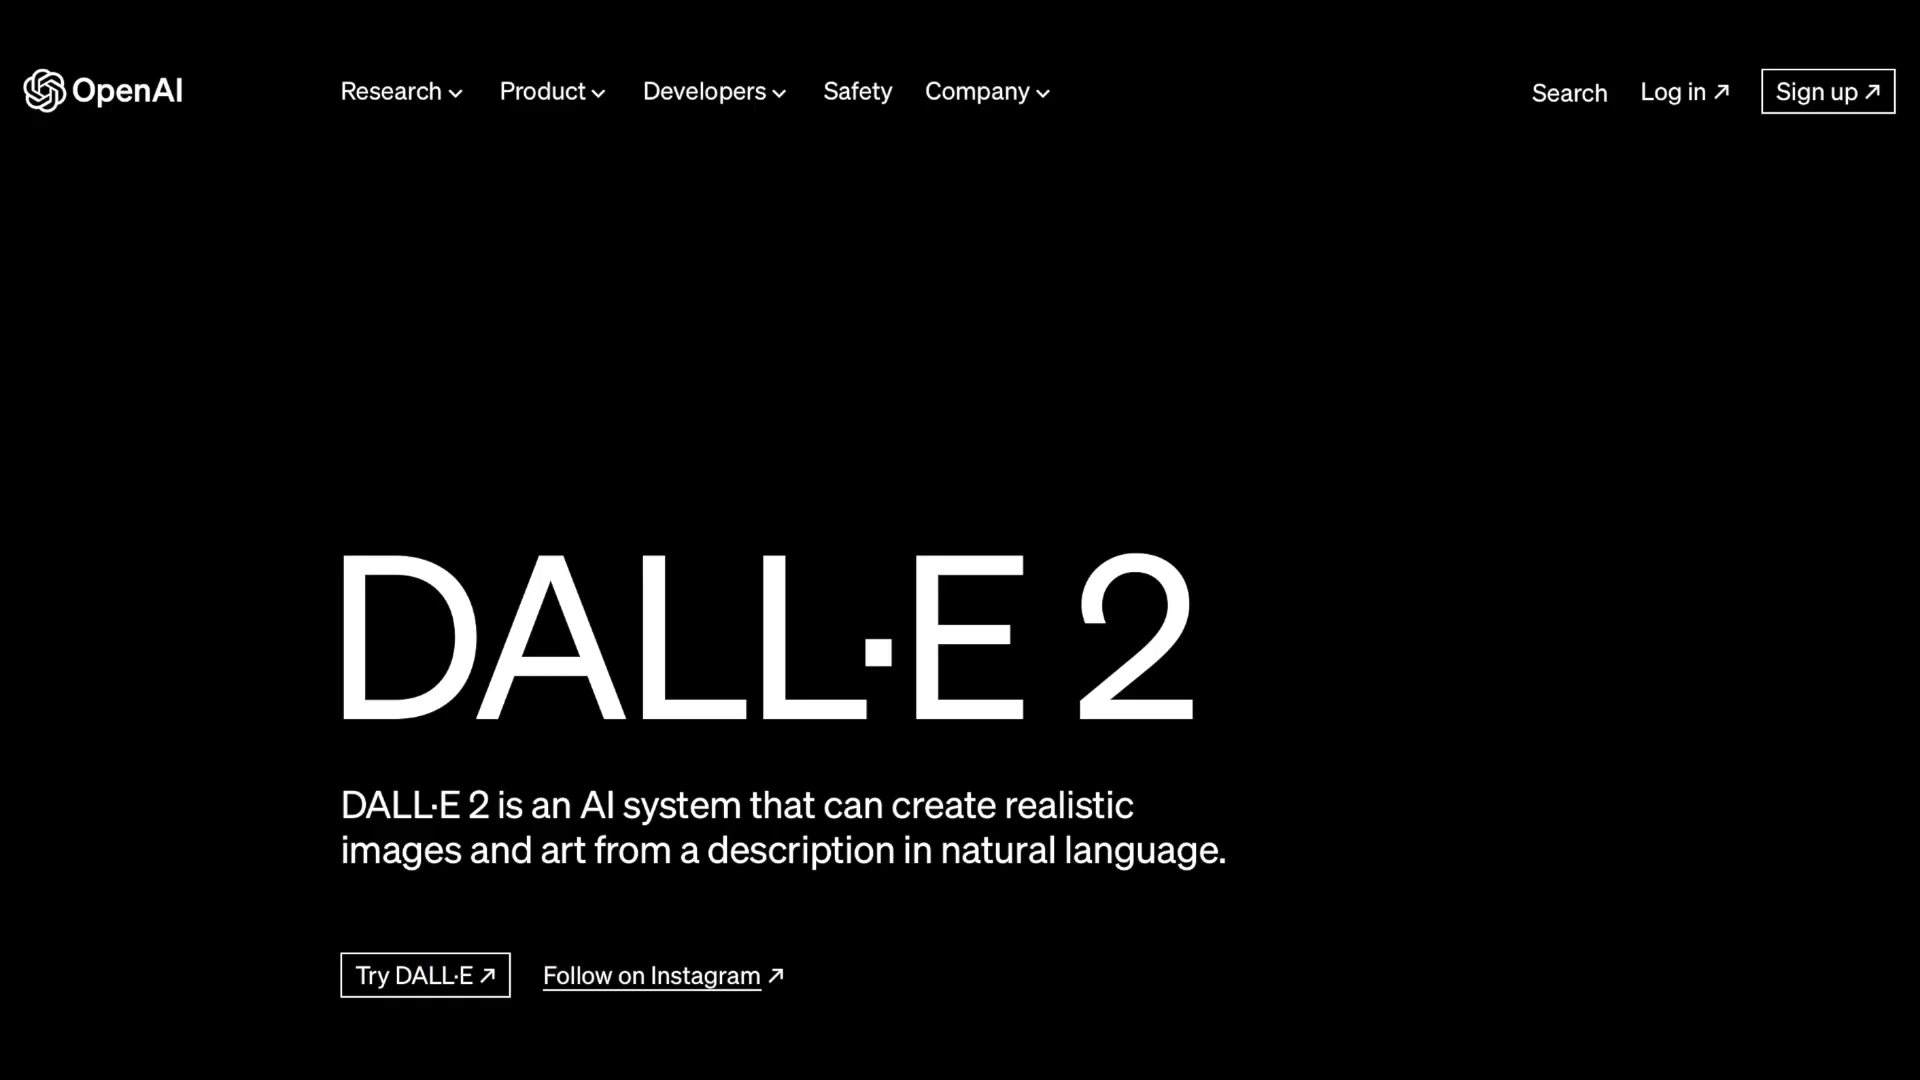 OpenAI
Research
Product
Developers
Safety
Company
Search
Log in ↗
Sign up ↗
DALL·E 2
DALL·E 2 is an AI system that can create realistic
images and art from a description in natural language.
Try DALL·E ↗
Follow on Instagram ↗